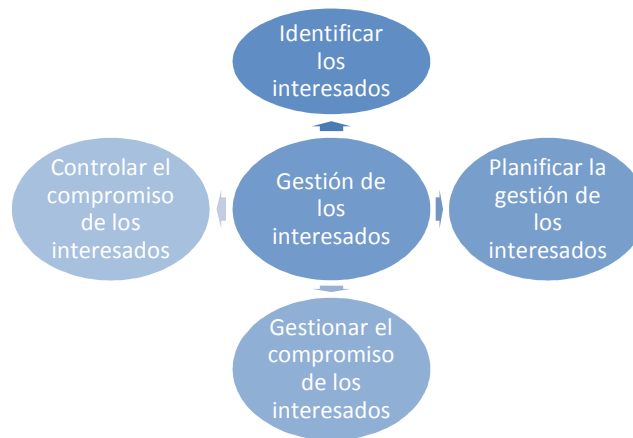 Identificar
los
interesados
Controlar el
compromiso
de los
interesados
Gestión de
los
interesados
Planificar la
gestión de
los
interesados
Gestionar el
compromiso
de los
interesados